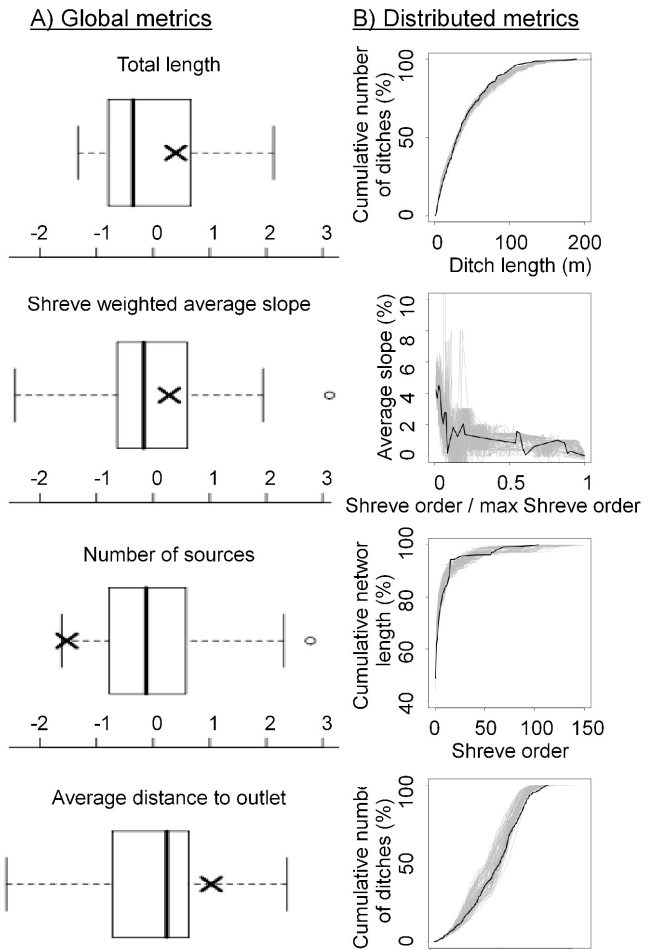 A) Global metrics
B) Distributed metrics
Total length
-2 -1 0 1 2 3
Cumulative number
of ditches (%)
0 50 100
0 100 200
Ditch length (m)
Shreve weighted average slope
-2 -1 0 1 2 3
Average slope (%)
0 2 4 6 8 10
0 0.5 1
Shreve order / max Shreve order
Number of sources
-2 -1 0 1 2 3
Cumulative networ
length (%)
40 60 80 100
0 50 100 150
Shreve order
Average distance to outlet
Cumulative numbe
of ditches (%)
0 50 100